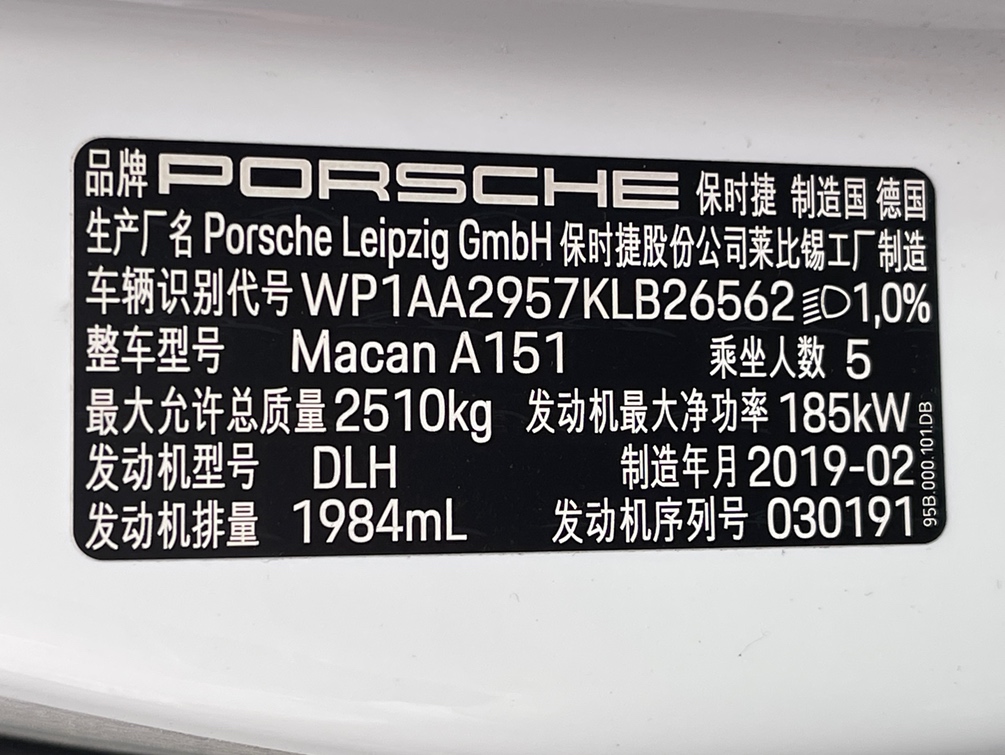 品牌 PORSCHE 保时捷 制造国 德国
生产厂名 Porsche Leipzig GmbH 保时捷股份公司莱比锡工厂制造
车辆识别代号 WP1AA2957KLB26562 1,0%
整车型号 Macan A151 乘坐人数 5
最大允许总质量 2510kg 发动机最大净功率 185kW
发动机型号 DLH 制造年月 2019-02
发动机排量 1984mL 发动机序列号 030191
95B.000.101.DB